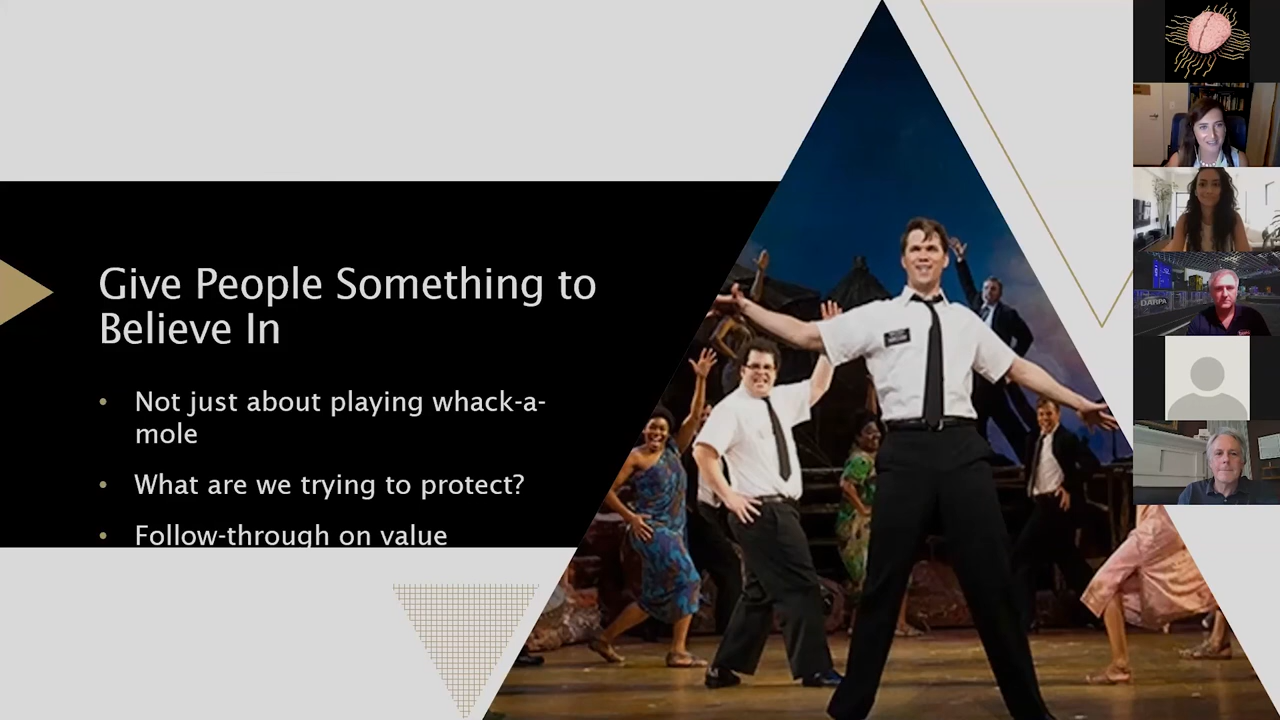 Give People Something to
Believe In
• Not just about playing whack-a-
mole
• What are we trying to protect?
• Follow-through on value
DARPA